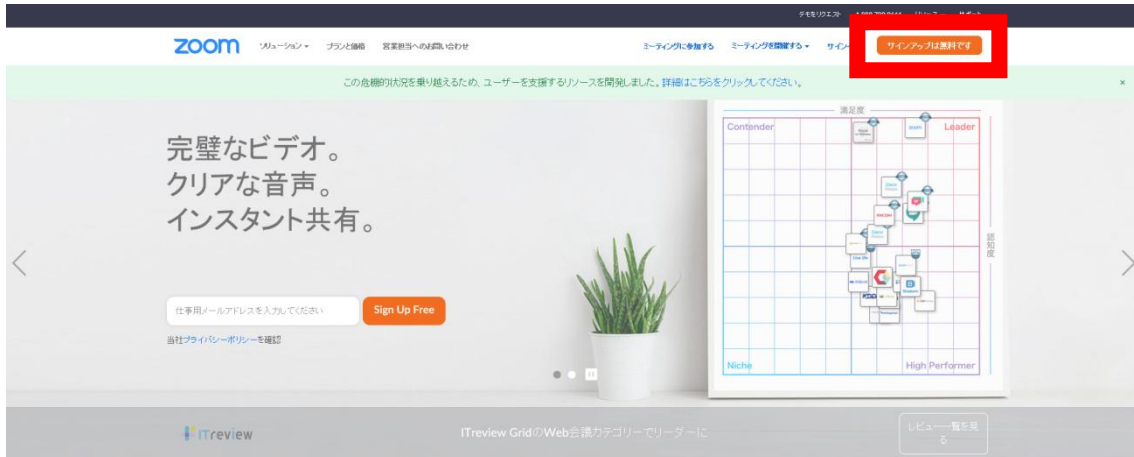 デモをリクエスト
zoom ソリューション プランと価格 営業担当へのお問い合わせ ミーティングに参加する ミーティングを開催する サインアップは無料です
この危機的状況を乗り越えるため、ユーザーを支援するリソースを開発しました。詳細はこちらをクリックしてください。 ×
完璧なビデオ。
クリアな音声。
インスタント共有。
仕事用メールアドレスを入力してください Sign Up Free
当社プライバシーポリシーを確認
満足度
Contender Leader
zoom
認知度
Niche High Performer
ITreview ITreview GridのWeb会議カテゴリーでリーダーに レビュー一覧を見
る